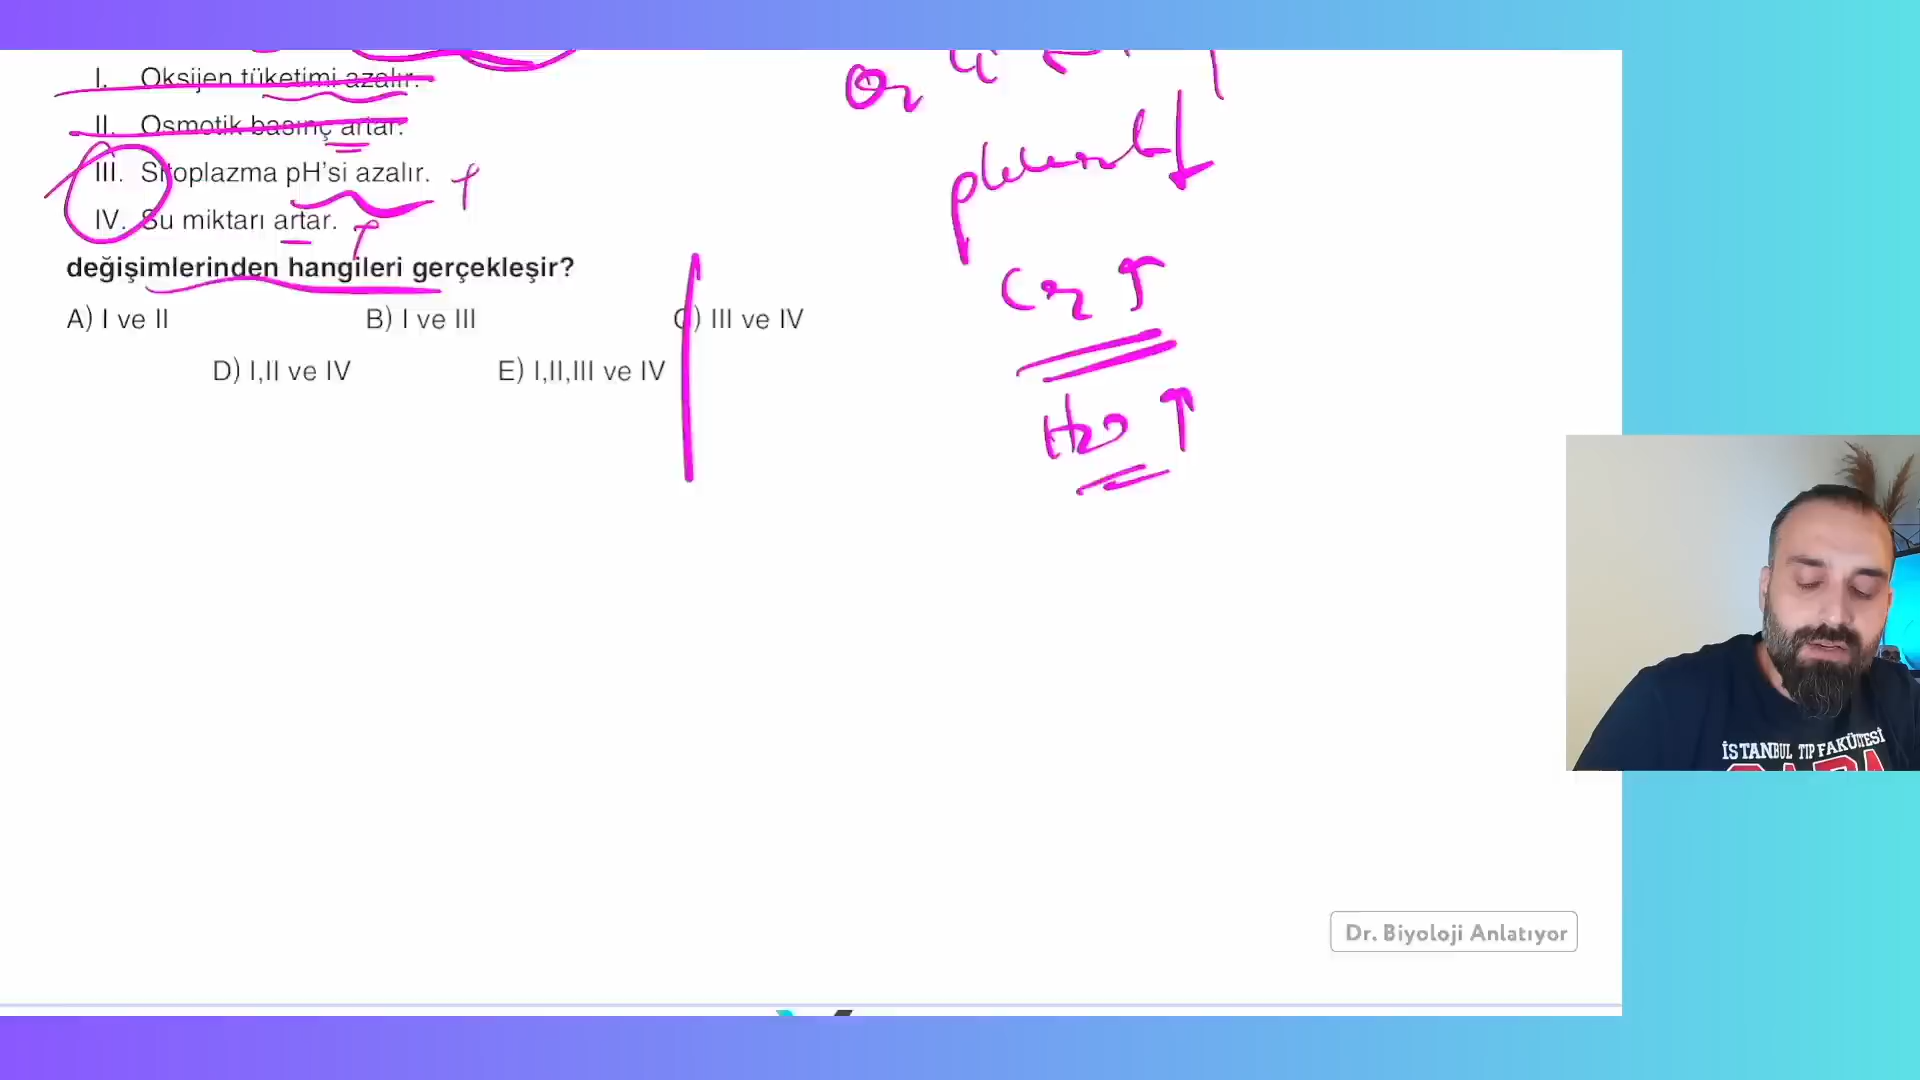 I. Oksijen tüketimi azalır.
II. Osmotik basınç artar.
III. Sitoplazma pH'si azalır.
IV. Su miktarı artar.
değişimlerinden hangileri gerçekleşir?
A) I ve II B) I ve III C) III ve IV
D) I,II ve IV E) I,II,III ve IV
H2O ↑
İSTANBUL TIP FAKÜLTESİ
Dr. Biyoloji Anlatıyor